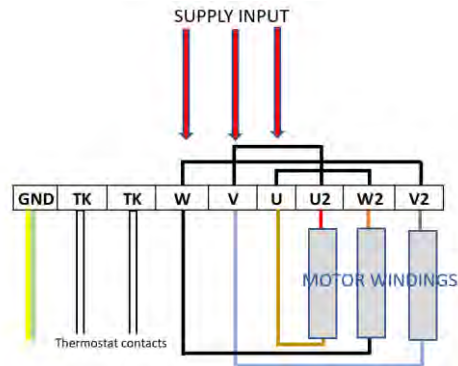 SUPPLY INPUT
GND TK TK W V U U2 W2 V2
MOTOR WINDINGS
Thermostat contacts